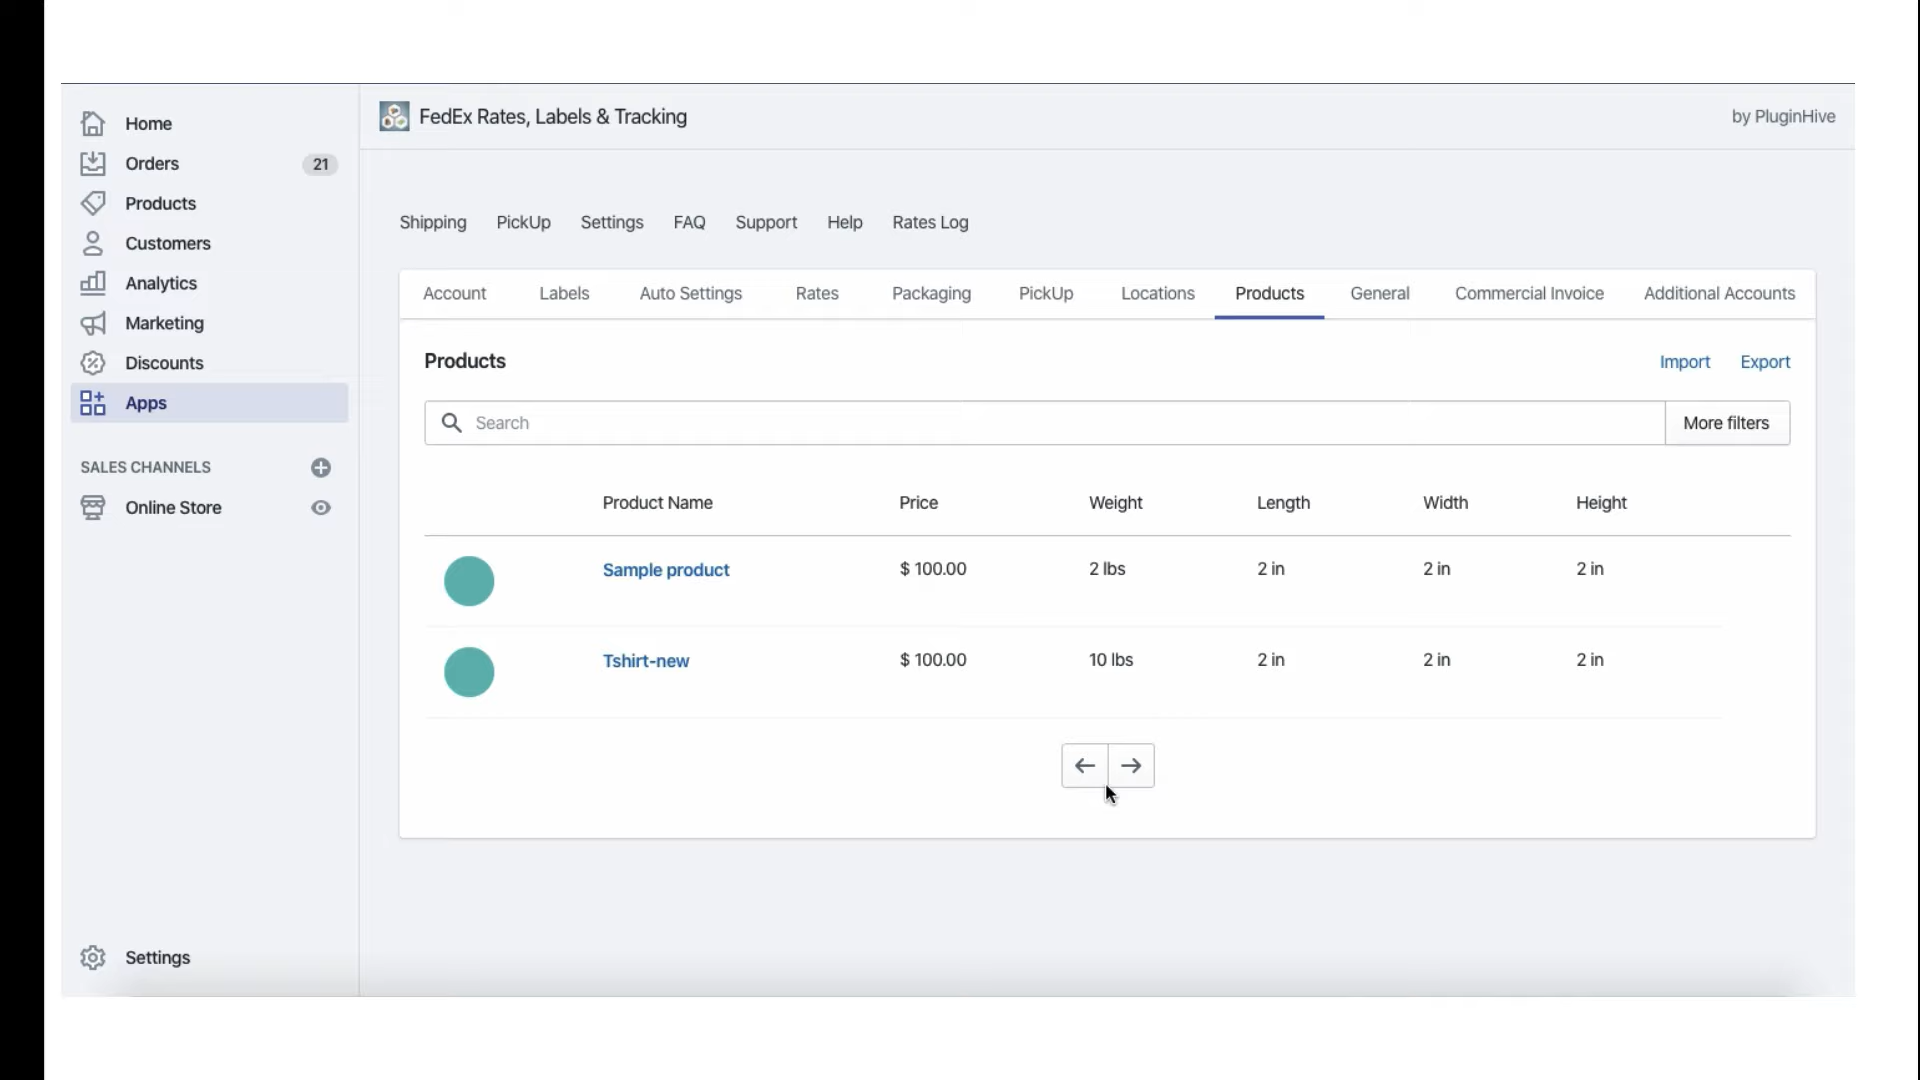 FedEx Rates, Labels & Tracking
by PluginHive
Home
Orders 21
Products
Customers
Analytics
Marketing
Discounts
Apps
SALES CHANNELS
Online Store
Settings
Shipping PickUp Settings FAQ Support Help Rates Log
Account Labels Auto Settings Rates Packaging PickUp Locations Products General Commercial Invoice Additional Accounts
Products Import Export
Search More filters
Product Name Price Weight Length Width Height
Sample product $ 100.00 2 lbs 2 in 2 in 2 in
Tshirt-new $ 100.00 10 lbs 2 in 2 in 2 in